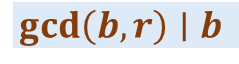 gcd(b, r) | b